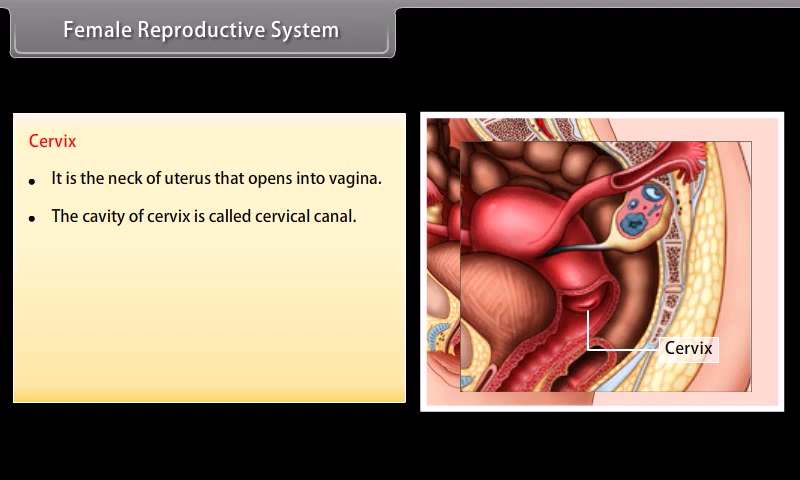 Female Reproductive System
Cervix
• It is the neck of uterus that opens into vagina.
• The cavity of cervix is called cervical canal.
Cervix